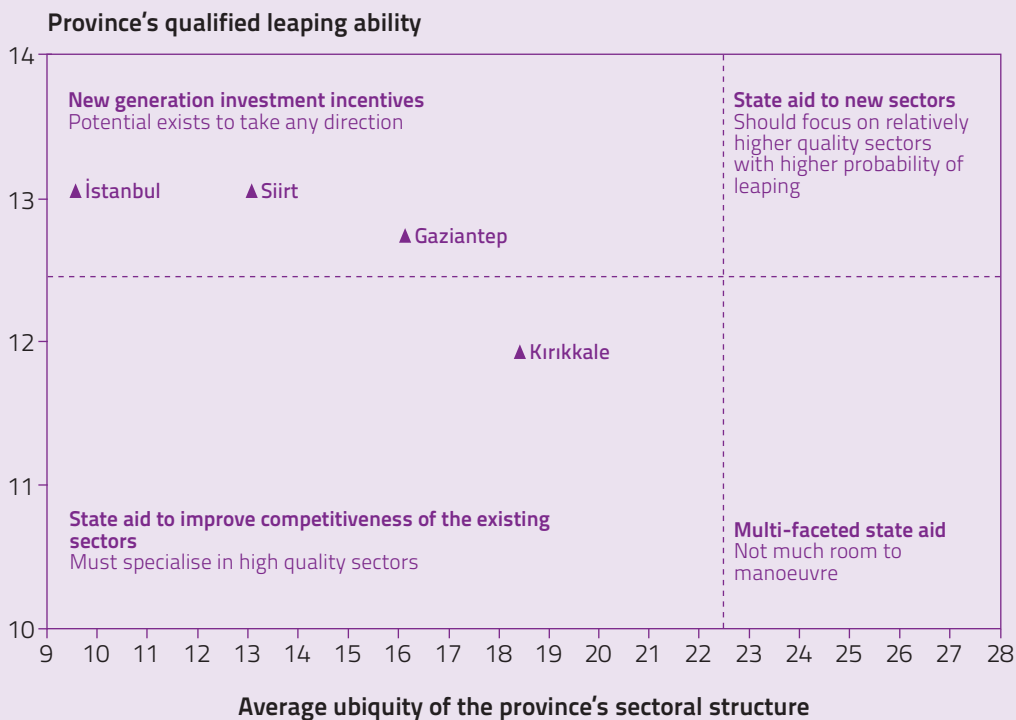 Province's qualified leaping ability
14
13
12
11
10
New generation investment incentives
Potential exists to take any direction
State aid to new sectors
Should focus on relatively
higher quality sectors
with higher probability of
leaping
İstanbul
Siirt
Gaziantep
Kırıkkale
State aid to improve competitiveness of the existing
sectors
Must specialise in high quality sectors
Multi-faceted state aid
Not much room to
manoeuvre
9 10 11 12 13 14 15 16 17 18 19 20 21 22 23 24 25 26 27 28
Average ubiquity of the province's sectoral structure